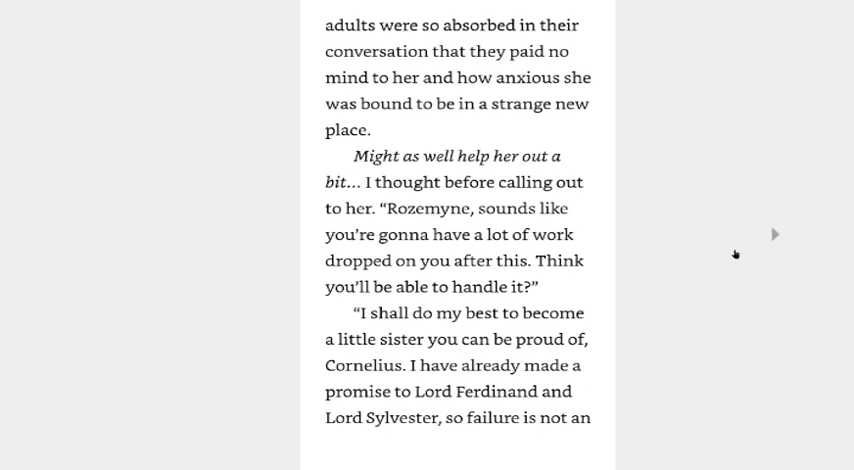 adults were so absorbed in their
conversation that they paid no
mind to her and how anxious she
was bound to be in a strange new
place.
Might as well help her out a
bit… I thought before calling out
to her. “Rozemyne, sounds like
you’re gonna have a lot of work
dropped on you after this. Think
you’ll be able to handle it?”
“I shall do my best to become
a little sister you can be proud of,
Cornelius. I have already made a
promise to Lord Ferdinand and
Lord Sylvester, so failure is not an